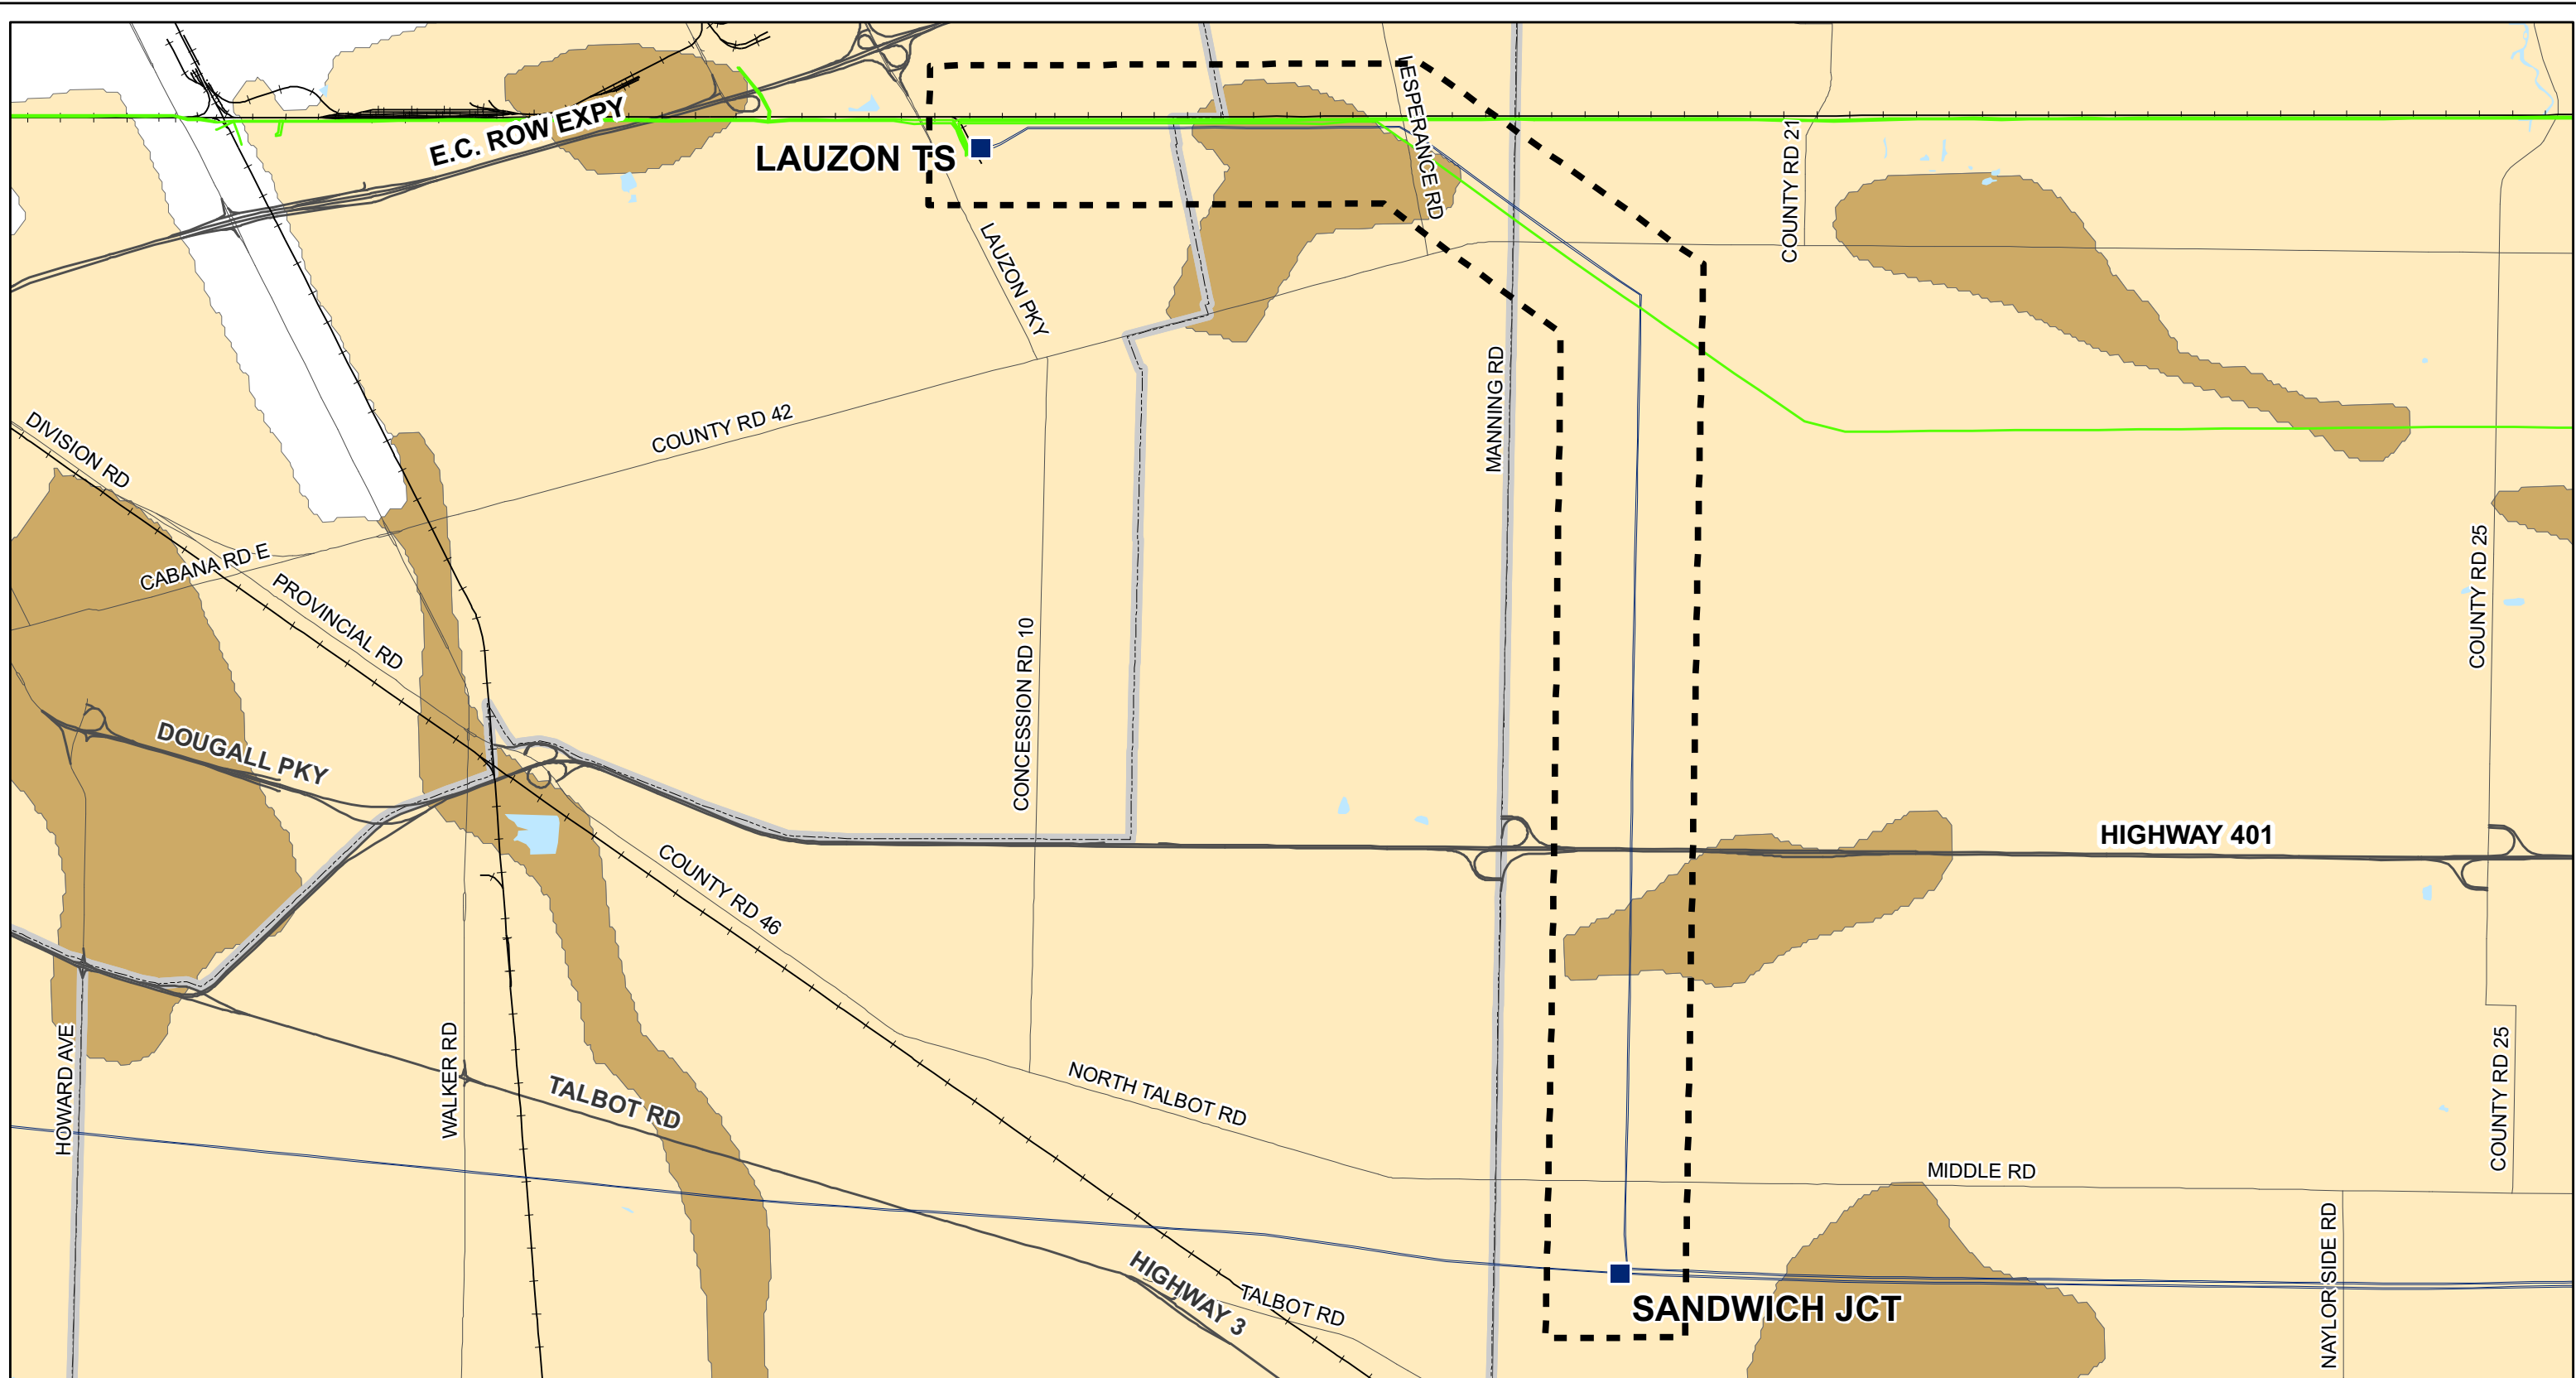 E.C. ROW EXPY
LAUZON TS
LESPERANCE RD
COUNTY RD 21
LAUZON PKY
MANNING RD
COUNTY RD 42
DIVISION RD
CABANA RD E
PROVINCIAL RD
COUNTY RD 25
CONCESSION RD 10
DOUGALL PKY
HIGHWAY 401
COUNTY RD 46
HOWARD AVE
WALKER RD
TALBOT RD
NORTH TALBOT RD
COUNTY RD 25
MIDDLE RD
NAYLOR SIDE RD
HIGHWAY 3
TALBOT RD
SANDWICH JCT